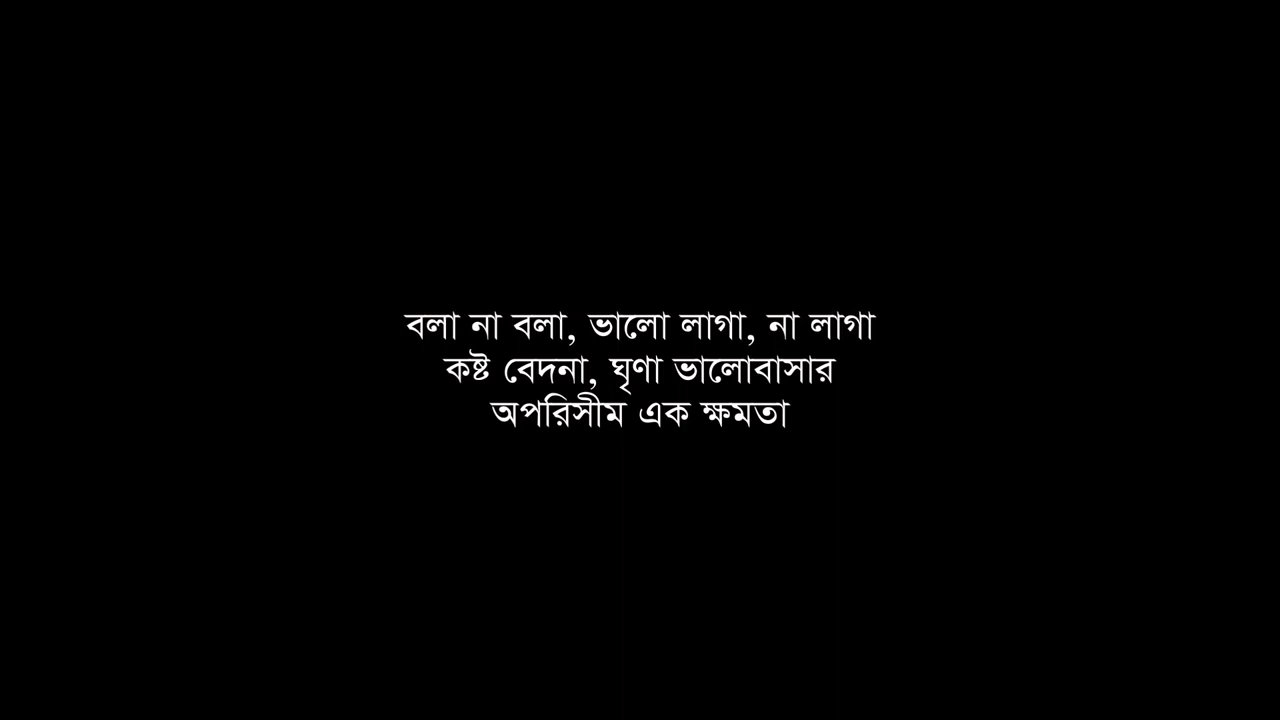 বলা না বলা, ভালো লাগা, না লাগা
কষ্ট বেদনা, ঘৃণা ভালোবাসার
অপরিসীম এক ক্ষমতা